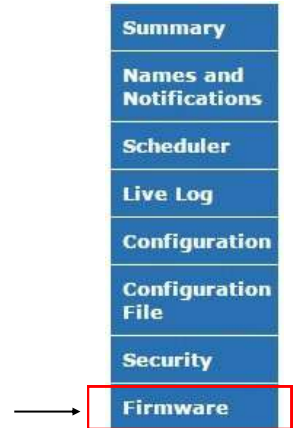 Summary
Names and
Notifications
Scheduler
Live Log
Configuration
Configuration
File
Security
Firmware